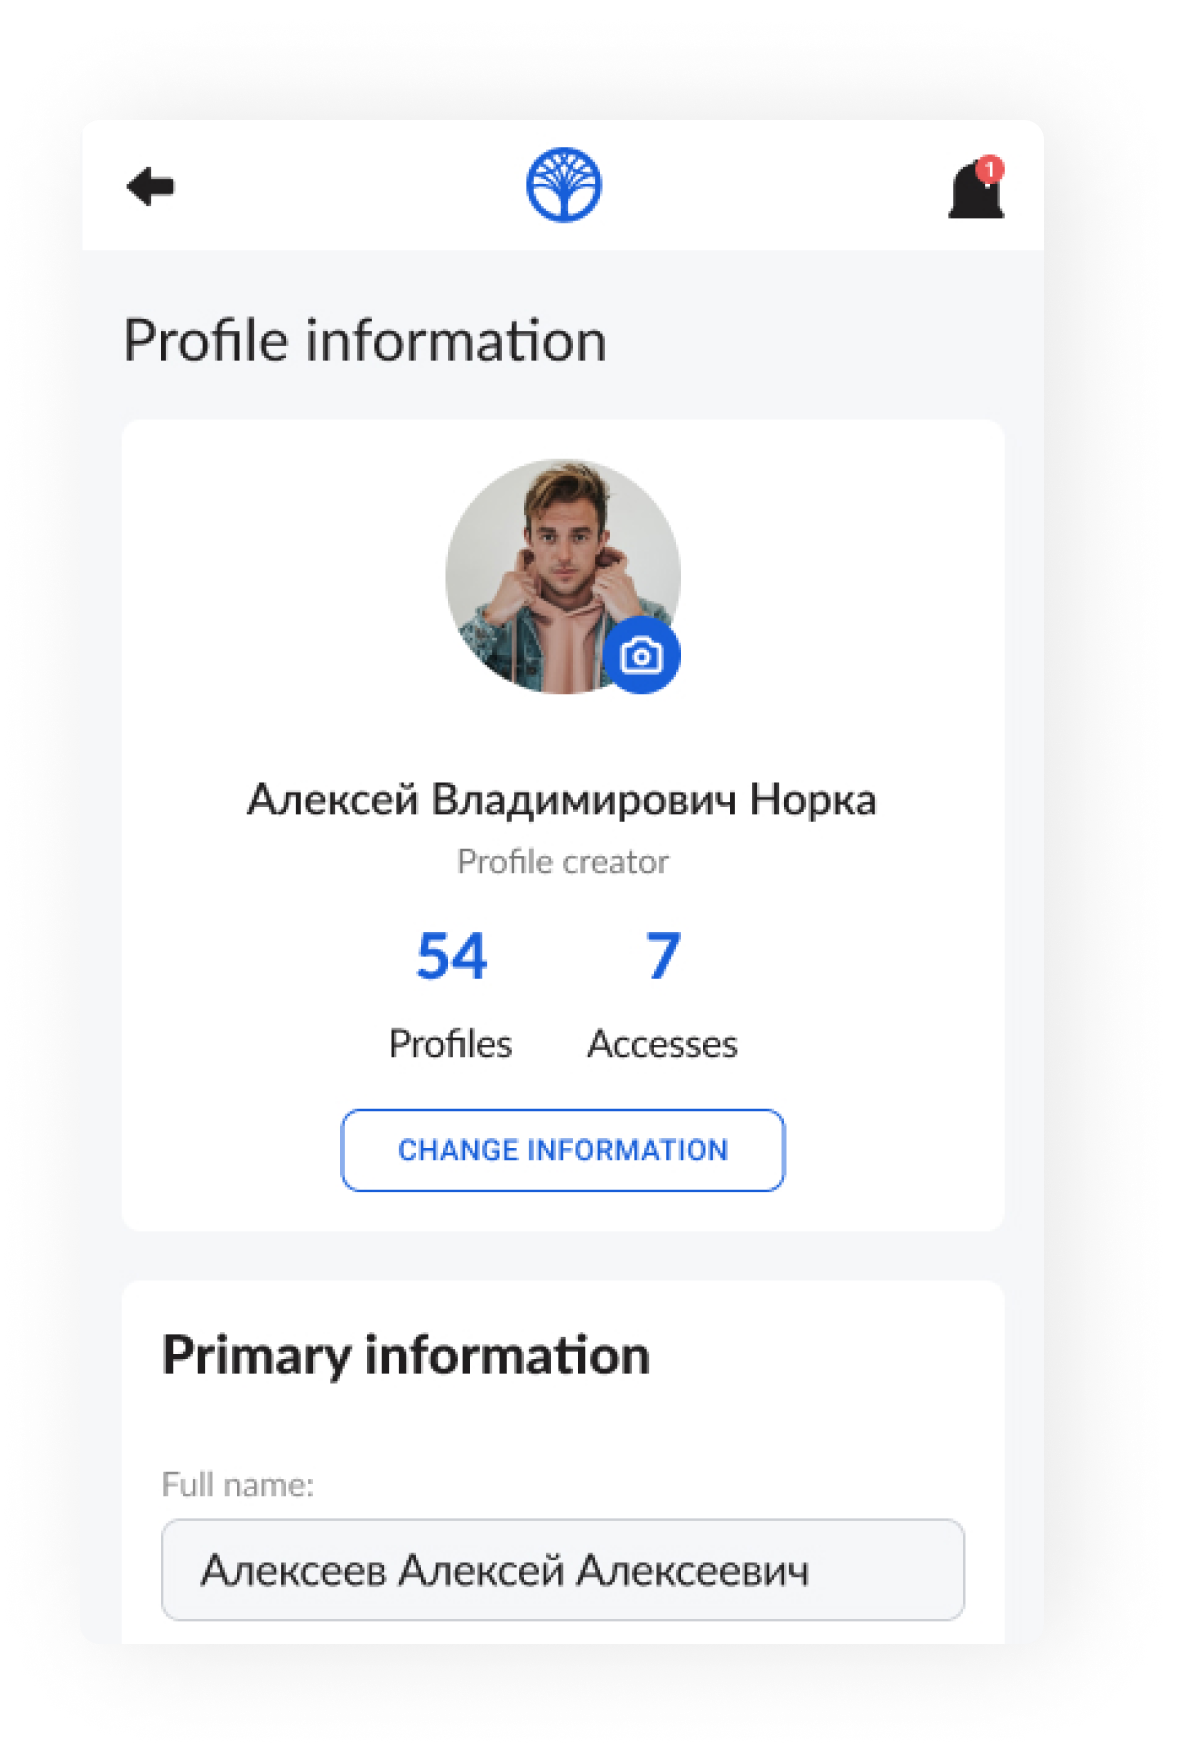 1
Profile information
Алексей Владимирович Норка
Profile creator
54 7
Profiles Accesses
CHANGE INFORMATION
Primary information
Full name:
Алексеев Алексей Алексеевич